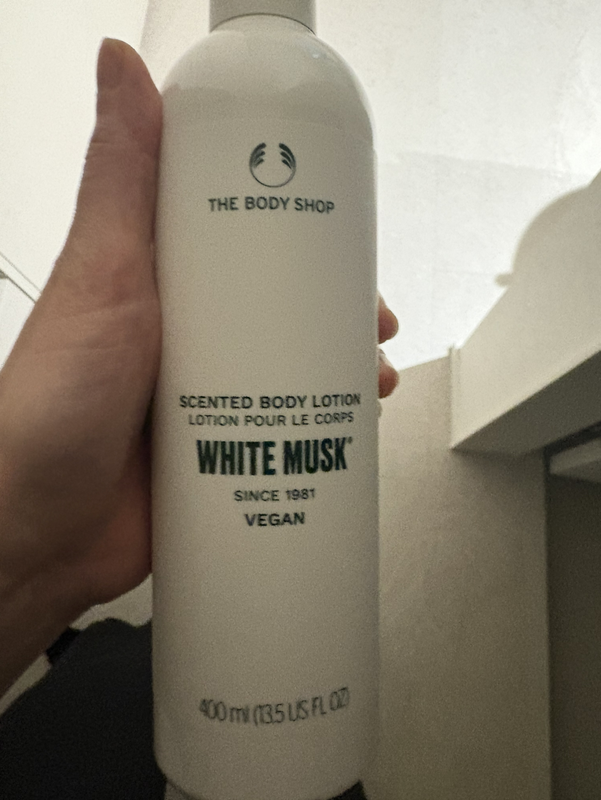 THE BODY SHOP
SCENTED BODY LOTION
LOTION POUR LE CORPS
WHITE MUSK®
SINCE 1981
VEGAN
400 ml (13.5 US FL OZ)